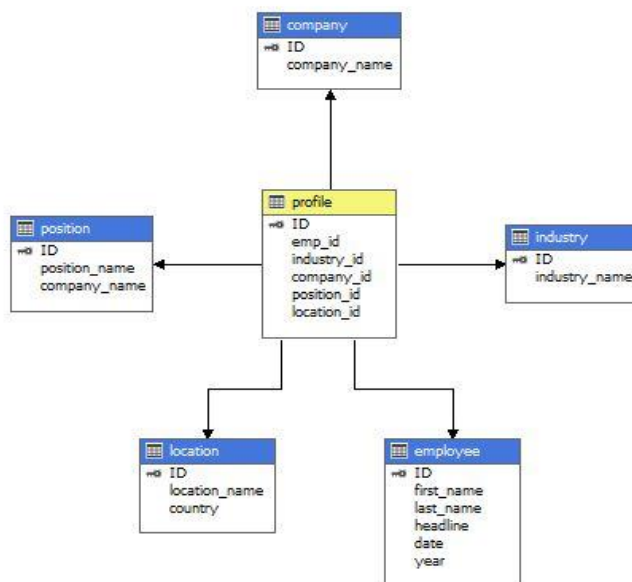 company
ID
company_name
profile
ID
emp_id
industry_id
company_id
position_id
location_id
position
ID
position_name
company_name
industry
ID
industry_name
location
ID
location_name
country
employee
ID
first_name
last_name
headline
date
year